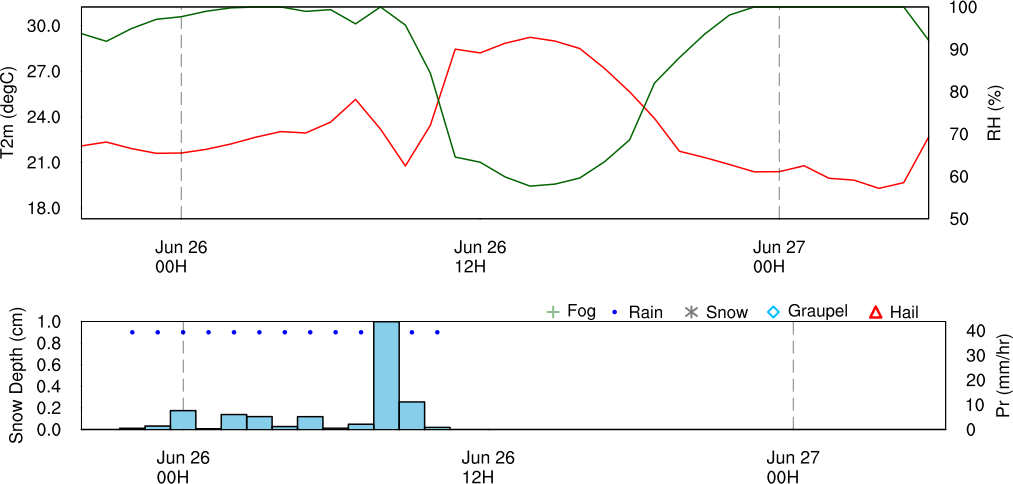 T2m (degC)
30.0
27.0
24.0
21.0
18.0
100
90
80
70
60
50
RH (%)
Jun 26
00H
Jun 26
12H
Jun 27
00H
Fog Rain Snow Graupel Hail
Snow Depth (cm)
1.0
0.8
0.6
0.4
0.2
0.0
40
30
20
10
0
Pr (mm/hr)
Jun 26
00H
Jun 26
12H
Jun 27
00H